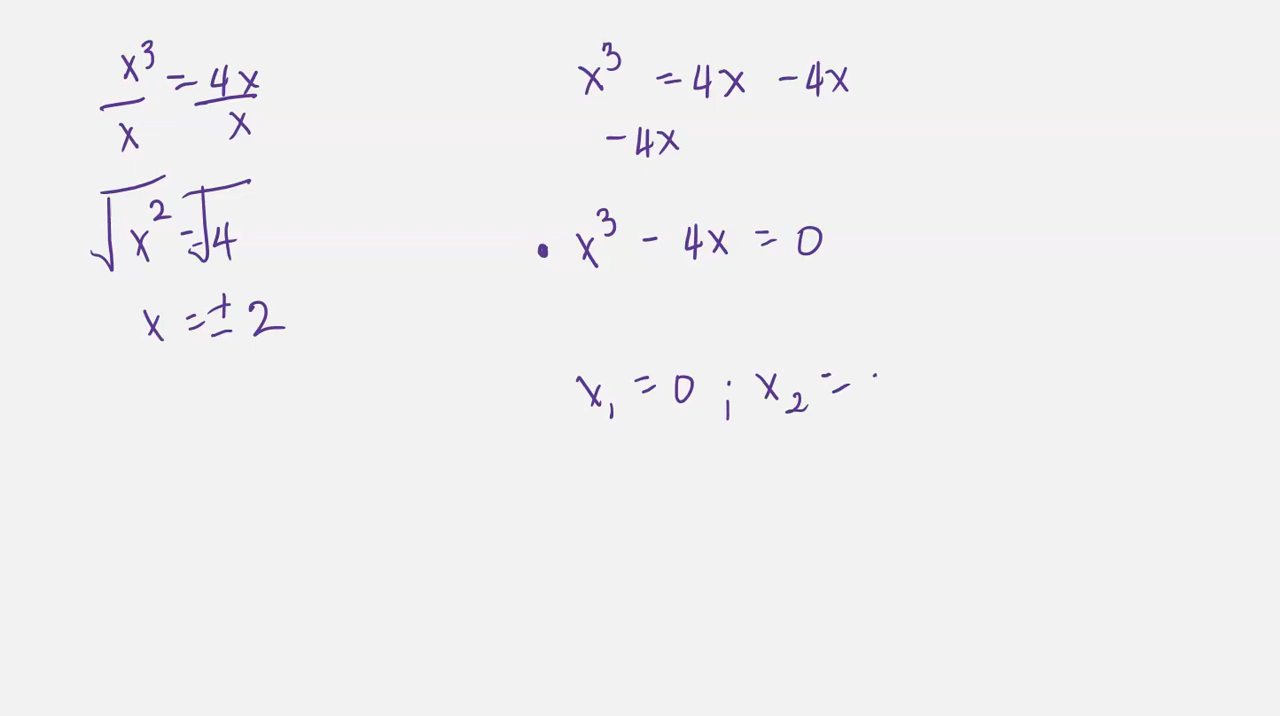 x³/x = 4x/x
√x² = √4
x = ± 2
x³ = 4x - 4x
- 4x
• x³ - 4x = 0
x₁ = 0 ; x₂ =